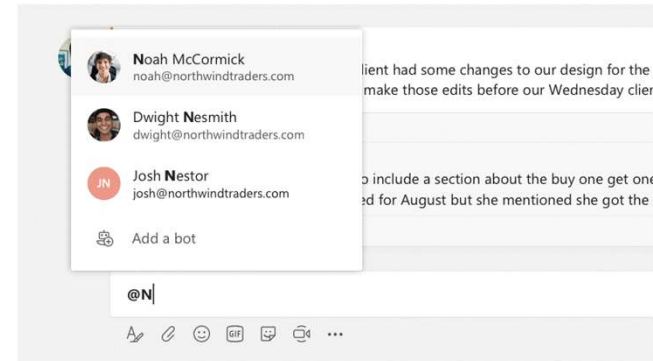 Noah McCormick
noah@northwindtraders.com
Dwight Nesmith
dwight@northwindtraders.com
JN
Josh Nestor
josh@northwindtraders.com
Add a bot
lient had some changes to our design for the
make those edits before our Wednesday clier
o include a section about the buy one get one
ed for August but she mentioned she got the
@N
GIF